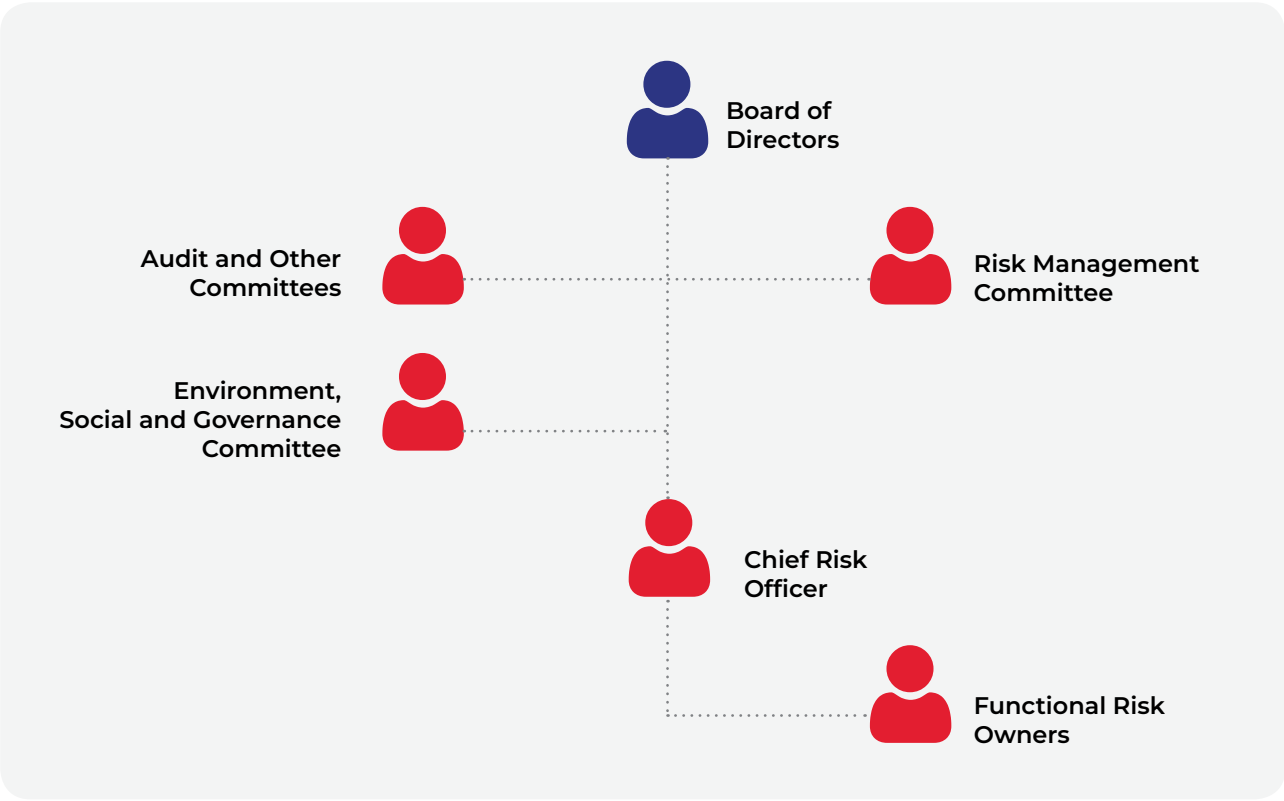 Board of
Directors
Audit and Other
Committees
Risk Management
Committee
Environment,
Social and Governance
Committee
Chief Risk
Officer
Functional Risk
Owners